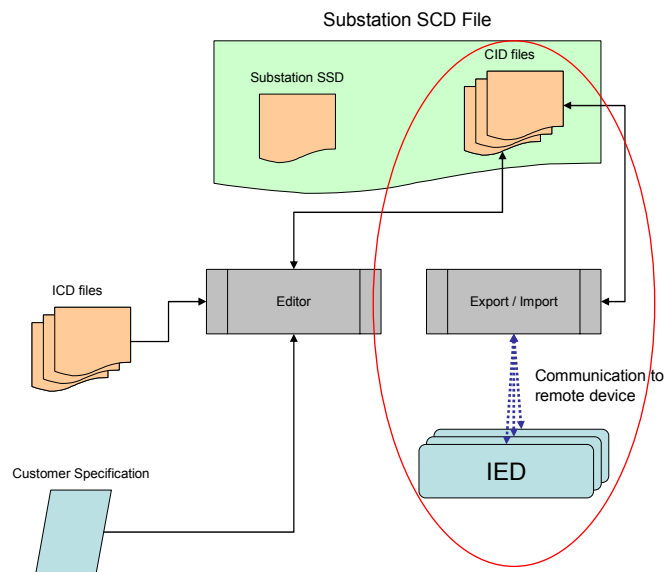 Substation SCD File
CID files
Substation SSD
ICD files
Editor
Export / Import
Communication to
remote device
IED
Customer Specification